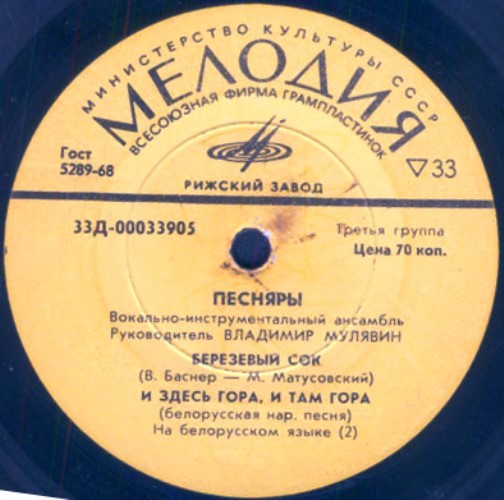 МИНИСТЕРСТВО КУЛЬТУРЫ СССР
МЕЛОДИЯ
ВСЕСОЮЗНАЯ ФИРМА ГРАМПЛАСТИНОК
Гост
5289-68
▽33
РИЖСКИЙ ЗАВОД
33Д-00033905
Третья группа
Цена 70 коп.
ПЕСНЯРЫ
Вокально-инструментальный ансамбль
Руководитель ВЛАДИМИР МУЛЯВИН
БЕРЕЗЕВЫЙ СОК
(В. Баснер — М. Матусовский)
И ЗДЕСЬ ГОРА, И ТАМ ГОРА
(белорусская нар. песня)
На белорусском языке (2)